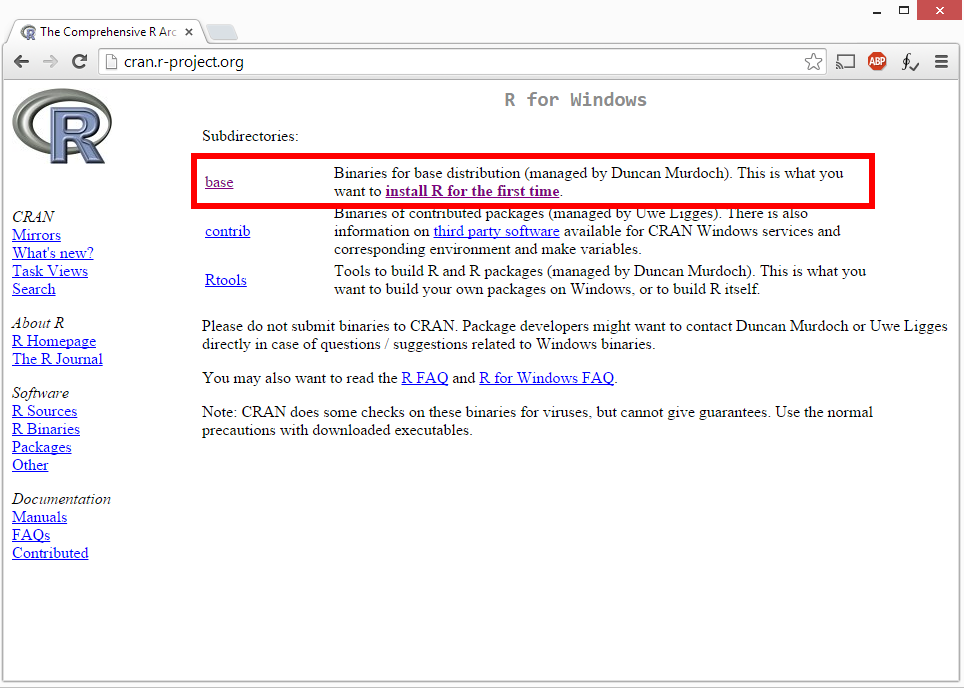 The Comprehensive R Arc
cran.r-project.org
ABP
R
CRAN
Mirrors
What's new?
Task Views
Search
About R
R Homepage
The R Journal
Software
R Sources
R Binaries
Packages
Other
Documentation
Manuals
FAQs
Contributed
R for Windows
Subdirectories:
base
Binaries for base distribution (managed by Duncan Murdoch). This is what you
want to install R for the first time.
contrib
Binaries of contributed packages (managed by Uwe Ligges). There is also
information on third party software available for CRAN Windows services and
corresponding environment and make variables.
Rtools
Tools to build R and R packages (managed by Duncan Murdoch). This is what you
want to build your own packages on Windows, or to build R itself.
Please do not submit binaries to CRAN. Package developers might want to contact Duncan Murdoch or Uwe Ligges
directly in case of questions / suggestions related to Windows binaries.
You may also want to read the R FAQ and R for Windows FAQ.
Note: CRAN does some checks on these binaries for viruses, but cannot give guarantees. Use the normal
precautions with downloaded executables.